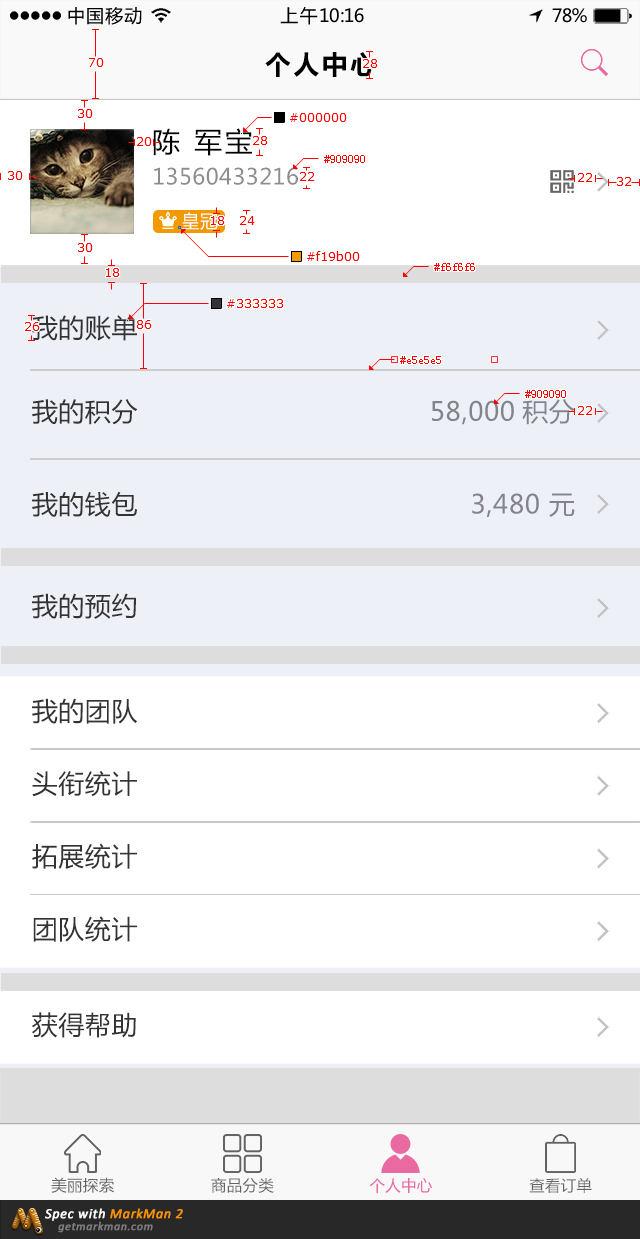 中国移动 上午10:16 78%
个人中心 28
70
30
#000000
陈 军宝 20 28
#909090
30 13560433216 22 22 32
皇冠 18 24
30
#f19b00
18 #f6f6f6
#333333
26 我的账单 86
#e5e5e5
#909090
我的积分 58,000 积分 22
我的钱包 3,480 元
我的预约
我的团队
头衔统计
拓展统计
团队统计
获得帮助
美丽探索 商品分类 个人中心 查看订单
Spec with MarkMan 2
getmarkman.com